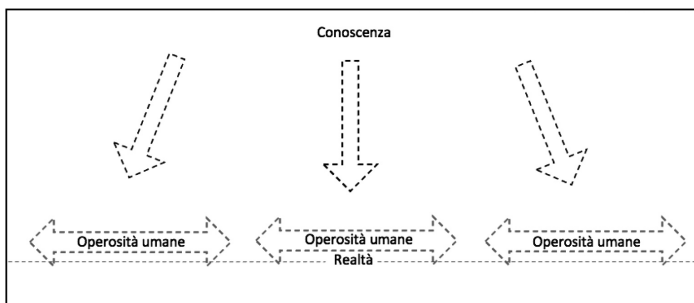 Conoscenza
Operosità umane
Operosità umane
Operosità umane
Realtà